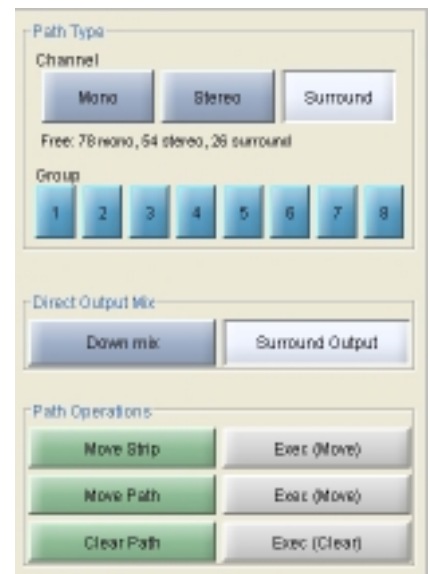 Path Type
Channel
Mono Stereo Surround
Free: 78 mono, 54 stereo, 26 surround
Group
1 2 3 4 5 6 7 8
Direct Output Mix
Down mix Surround Output
Path Operations
Move Strip Exec (Move)
Move Path Exec (Move)
Clear Path Exec (Clear)